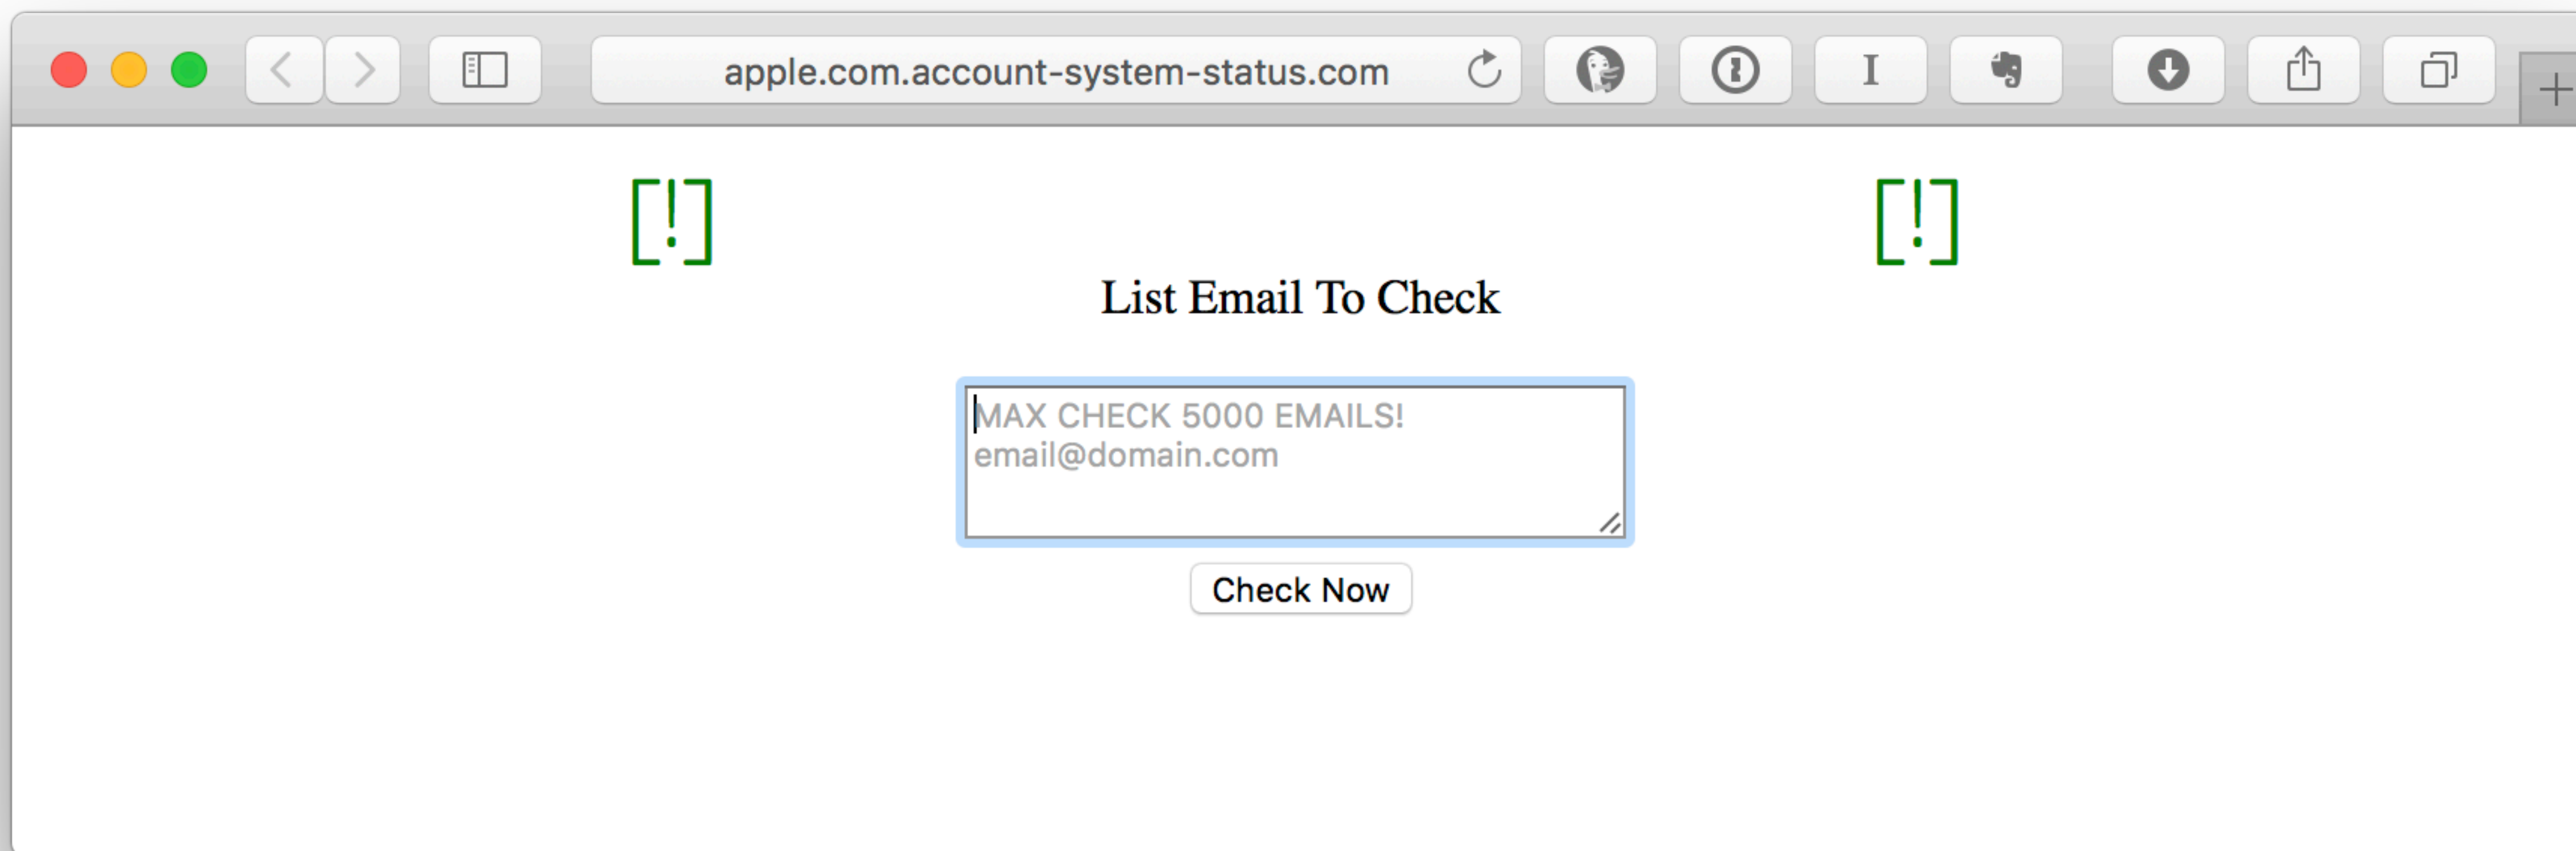 apple.com.account-system-status.com
[!] [!]
List Email To Check
MAX CHECK 5000 EMAILS!
email@domain.com
Check Now